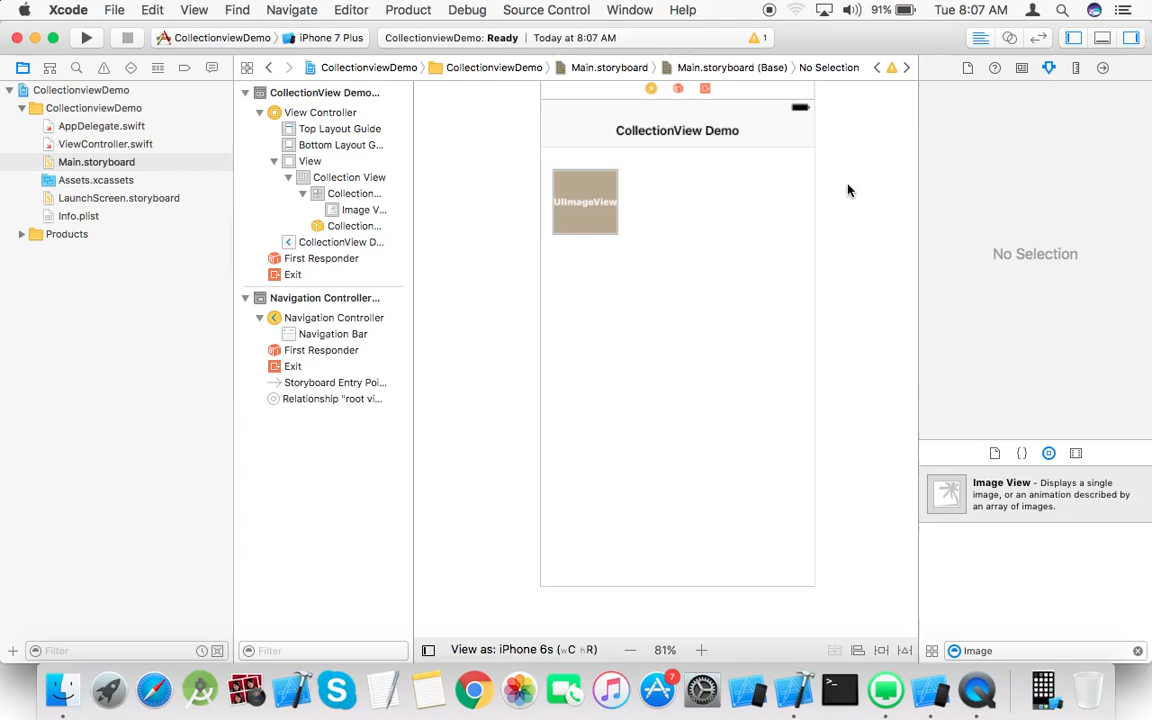 Xcode File Edit View Find Navigate Editor Product Debug Source Control Window Help 91% Tue 8:07 AM
CollectionviewDemo iPhone 7 Plus CollectionviewDemo: Ready Today at 8:07 AM 1
CollectionviewDemo CollectionviewDemo Main.storyboard Main.storyboard (Base) No Selection
CollectionviewDemo
CollectionviewDemo
AppDelegate.swift
ViewController.swift
Main.storyboard
Assets.xcassets
LaunchScreen.storyboard
Info.plist
Products
Filter
CollectionView Demo...
View Controller
Top Layout Guide
Bottom Layout G...
View
Collection View
Collection...
Image V...
Collection...
CollectionView D...
First Responder
Exit
Navigation Controller...
Navigation Controller
Navigation Bar
First Responder
Exit
Storyboard Entry Poi...
Relationship "root vi...
Filter
CollectionView Demo
UIImageView
View as: iPhone 6s (wC hR) 81%
No Selection
Image View - Displays a single
image, or an animation described by
an array of images.
Image
7